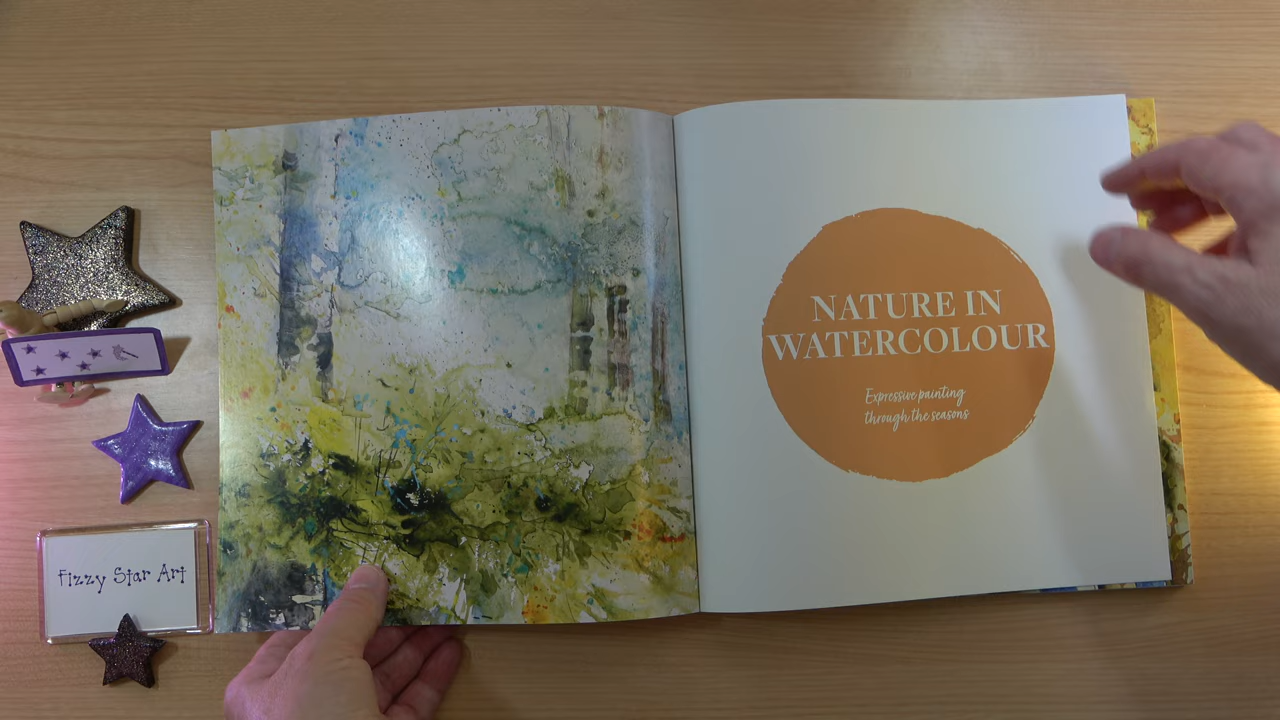 NATURE IN
WATERCOLOUR
Expressive painting
through the seasons
Fizzy Star Art